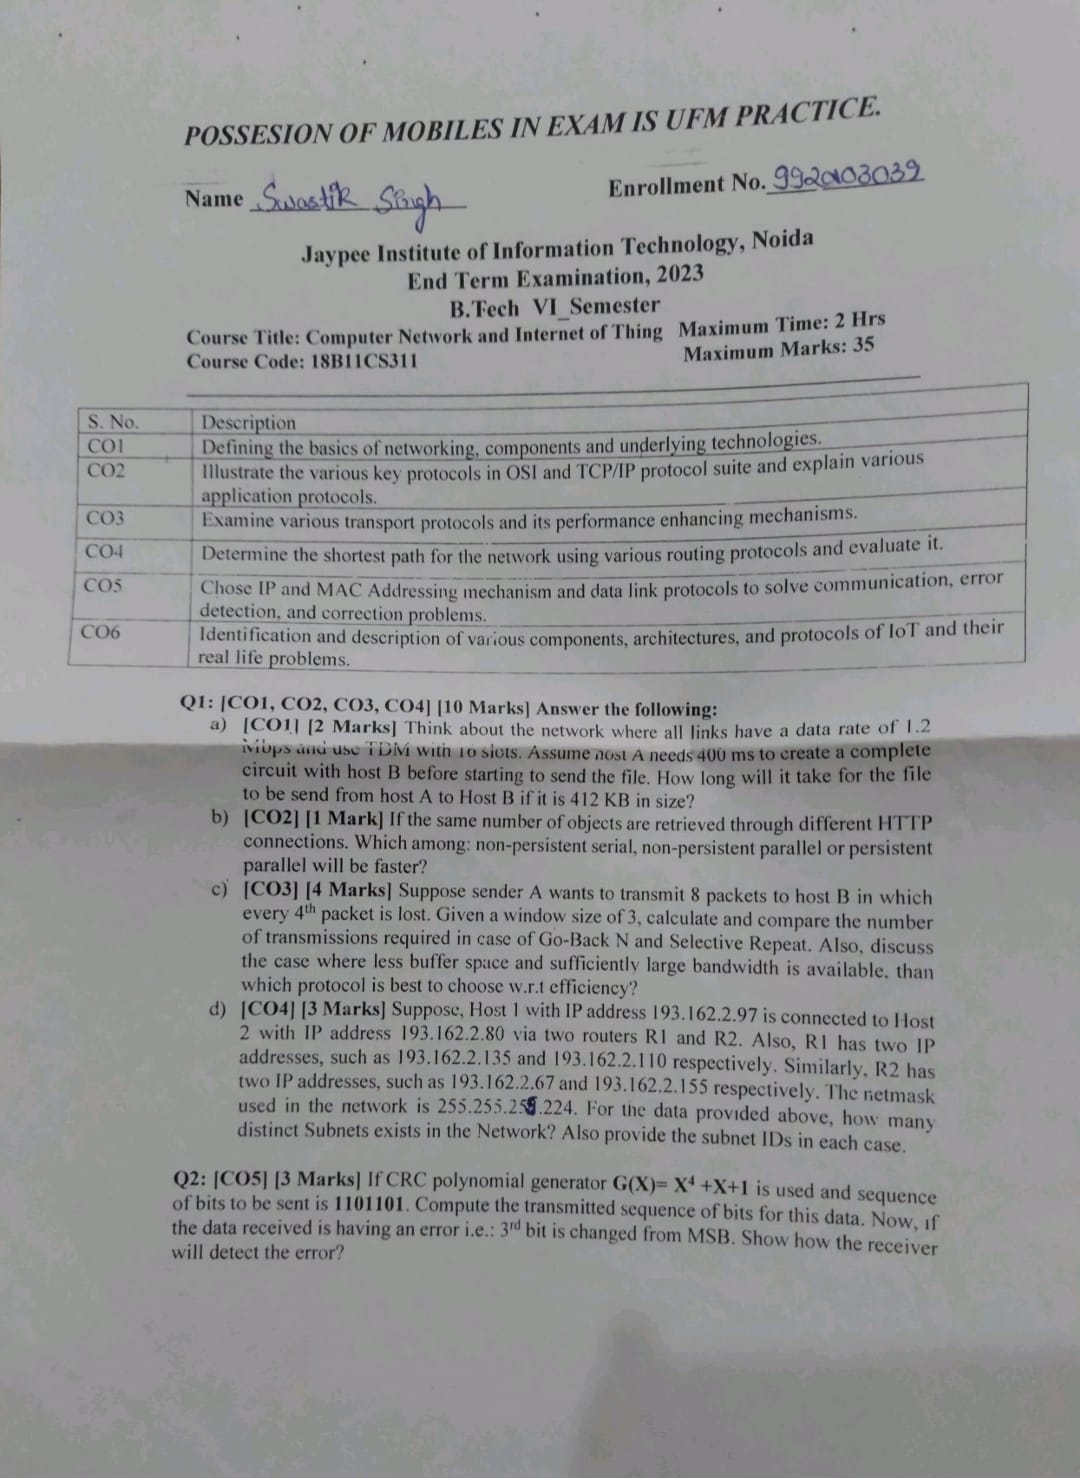 POSSESION OF MOBILES IN EXAM IS UFM PRACTICE.
Name Swastik Singh
Enrollment No. 9920103039
Jaypee Institute of Information Technology, Noida
End Term Examination, 2023
B.Tech VI_Semester
Course Title: Computer Network and Internet of Thing Maximum Time: 2 Hrs
Course Code: 18B11CS311 Maximum Marks: 35
S. No. Description
CO1 Defining the basics of networking, components and underlying technologies.
CO2 Illustrate the various key protocols in OSI and TCP/IP protocol suite and explain various
application protocols.
CO3 Examine various transport protocols and its performance enhancing mechanisms.
CO4 Determine the shortest path for the network using various routing protocols and evaluate it.
CO5 Chose IP and MAC Addressing mechanism and data link protocols to solve communication, error
detection, and correction problems.
CO6 Identification and description of various components, architectures, and protocols of IoT and their
real life problems.
Q1: [CO1, CO2, CO3, CO4] [10 Marks] Answer the following:
a) [CO1] [2 Marks] Think about the network where all links have a data rate of 1.2
Mbps and use TDM with 16 slots. Assume host A needs 400 ms to create a complete
circuit with host B before starting to send the file. How long will it take for the file
to be send from host A to Host B if it is 412 KB in size?
b) [CO2] [1 Mark] If the same number of objects are retrieved through different HTTP
connections. Which among: non-persistent serial, non-persistent parallel or persistent
parallel will be faster?
c) [CO3] [4 Marks] Suppose sender A wants to transmit 8 packets to host B in which
every 4th packet is lost. Given a window size of 3, calculate and compare the number
of transmissions required in case of Go-Back N and Selective Repeat. Also, discuss
the case where less buffer space and sufficiently large bandwidth is available, than
which protocol is best to choose w.r.t efficiency?
d) [CO4] [3 Marks] Suppose, Host 1 with IP address 193.162.2.97 is connected to Host
2 with IP address 193.162.2.80 via two routers R1 and R2. Also, R1 has two IP
addresses, such as 193.162.2.135 and 193.162.2.110 respectively. Similarly, R2 has
two IP addresses, such as 193.162.2.67 and 193.162.2.155 respectively. The netmask
used in the network is 255.255.255.224. For the data provided above, how many
distinct Subnets exists in the Network? Also provide the subnet IDs in each case.
Q2: [CO5] [3 Marks] If CRC polynomial generator G(X)= X⁴ +X+1 is used and sequence
of bits to be sent is 1101101. Compute the transmitted sequence of bits for this data. Now, if
the data received is having an error i.e.: 3rd bit is changed from MSB. Show how the receiver
will detect the error?